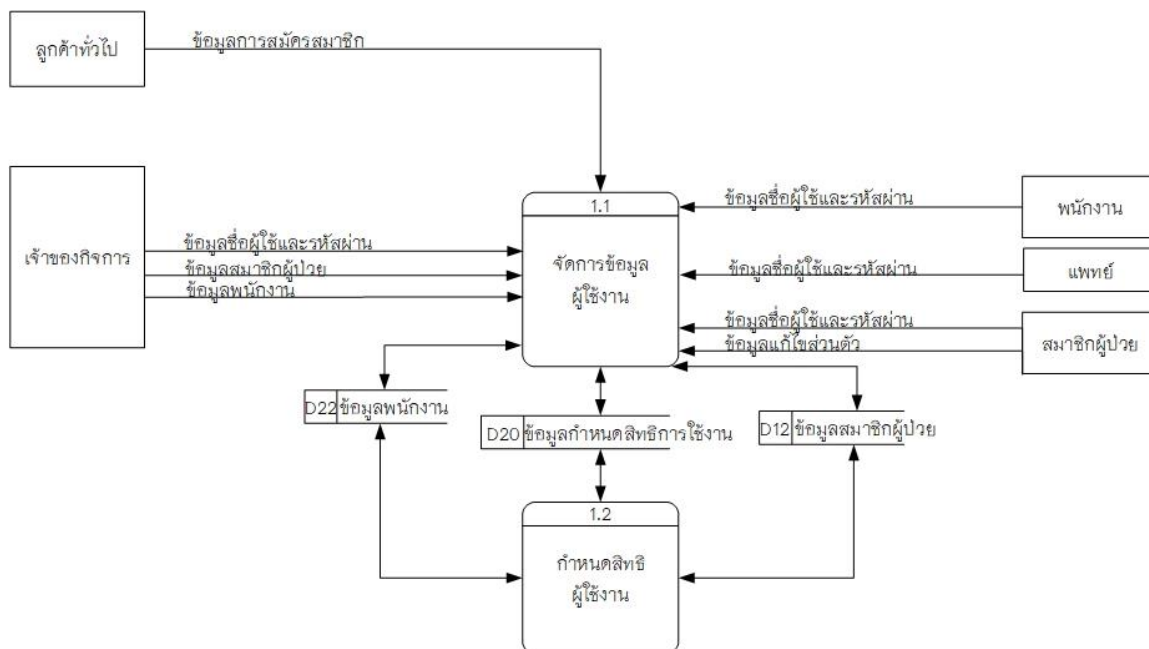 ลูกค้าทั่วไป
ข้อมูลการสมัครสมาชิก
เจ้าของกิจการ
ข้อมูลชื่อผู้ใช้และรหัสผ่าน
ข้อมูลสมาชิกผู้ป่วย
ข้อมูลพนักงาน
1.1
จัดการข้อมูล
ผู้ใช้งาน
ข้อมูลชื่อผู้ใช้และรหัสผ่าน
พนักงาน
ข้อมูลชื่อผู้ใช้และรหัสผ่าน
แพทย์
ข้อมูลชื่อผู้ใช้และรหัสผ่าน
ข้อมูลแก้ไขส่วนตัว
สมาชิกผู้ป่วย
D22 ข้อมูลพนักงาน
D20 ข้อมูลกำหนดสิทธิการใช้งาน
D12 ข้อมูลสมาชิกผู้ป่วย
1.2
กำหนดสิทธิ
ผู้ใช้งาน